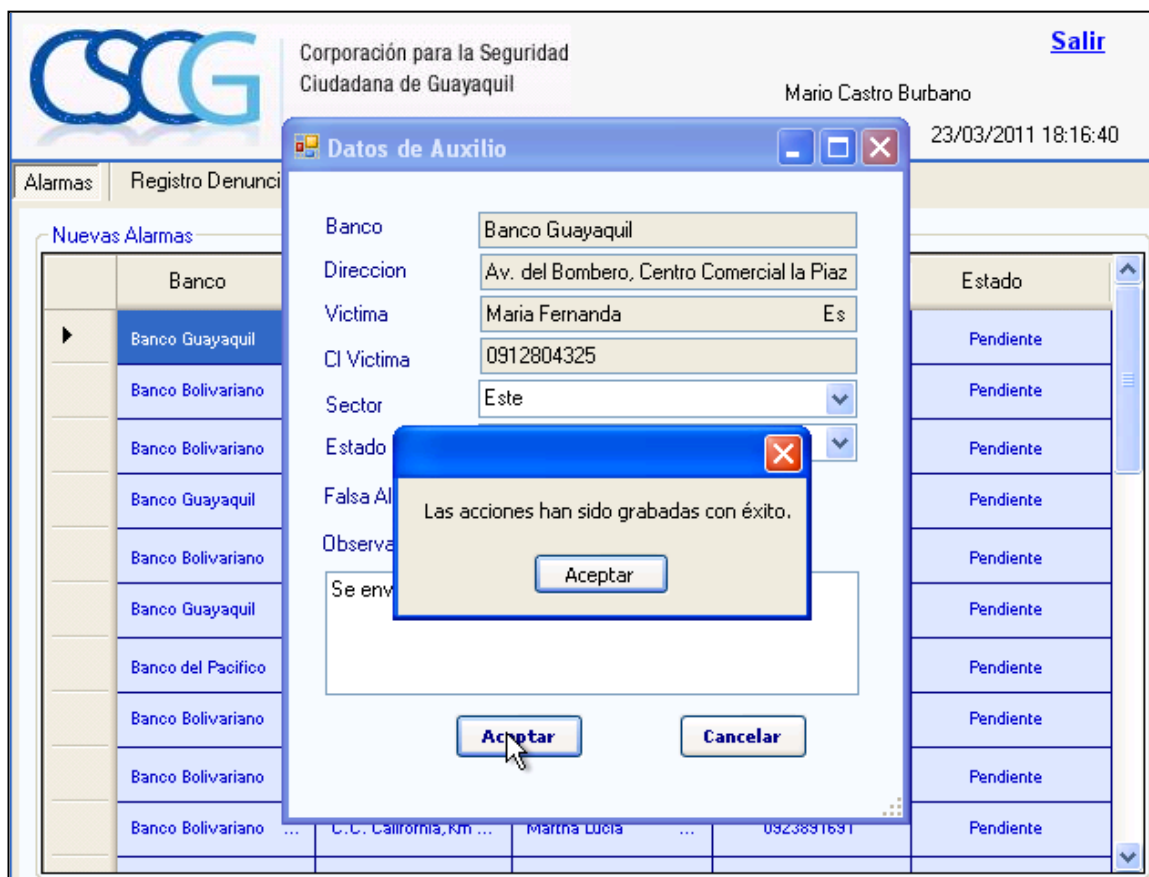 CSCG
Corporación para la Seguridad
Ciudadana de Guayaquil
Salir
Mario Castro Burbano
23/03/2011 18:16:40
Alarmas
Registro Denunci
Nuevas Alarmas
Banco
Estado
Banco Guayaquil Pendiente
Banco Bolivariano Pendiente
Banco Bolivariano Pendiente
Banco Guayaquil Pendiente
Banco Bolivariano Pendiente
Banco Guayaquil Pendiente
Banco del Pacifico Pendiente
Banco Bolivariano Pendiente
Banco Bolivariano Pendiente
Banco Bolivariano ... C.C. California, Km ... Martha Lucia ... 0923891691 Pendiente
Datos de Auxilio
Banco Banco Guayaquil
Direccion Av. del Bombero, Centro Comercial la Piaz
Victima Maria Fernanda Es
CI Victima 0912804325
Sector Este
Estado
Falsa Al
Observa
Se env
Aceptar Cancelar
Las acciones han sido grabadas con éxito.
Aceptar